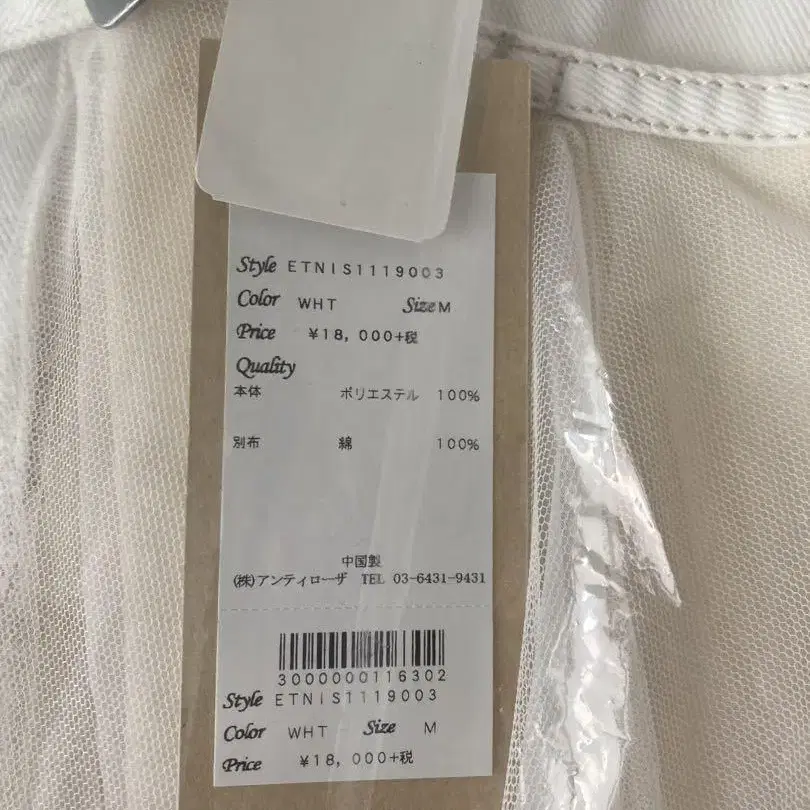 Style ETNIS1119003
Color WHT Size M
Price ¥18,000+税
Quality
本体 ポリエステル 100%
別布 綿 100%
中国製
(株)アンティローザ TEL 03-6431-9431
3000000116302
Style ETNIS1119003
Color WHT Size M
Price ¥18,000+税